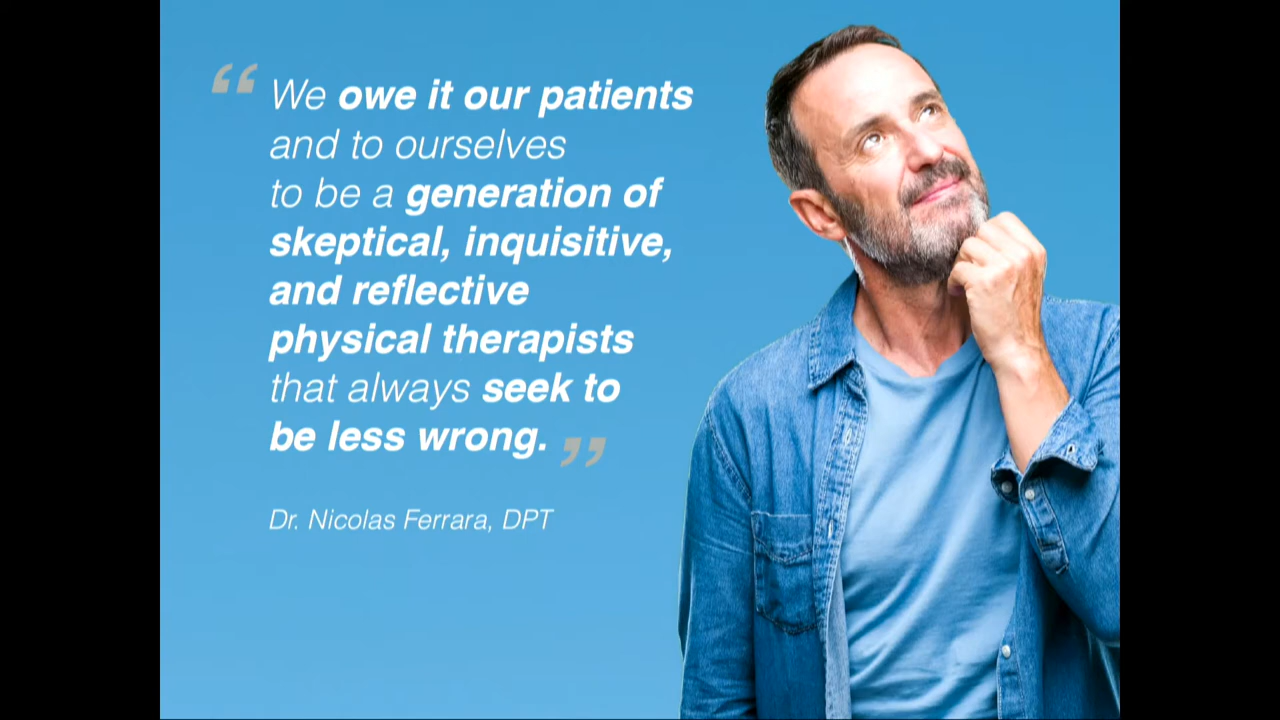 “ We owe it our patients
and to ourselves
to be a generation of
skeptical, inquisitive,
and reflective
physical therapists
that always seek to
be less wrong. ”
Dr. Nicolas Ferrara, DPT